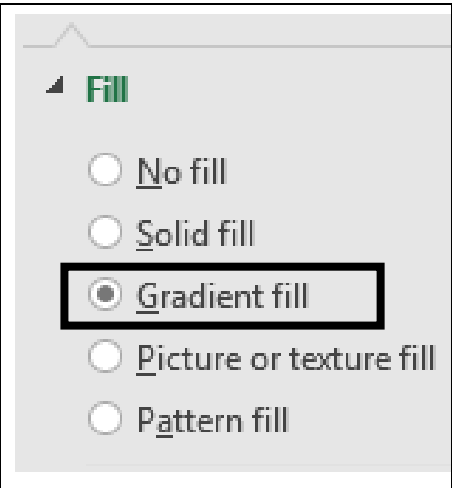 Fill
No fill
Solid fill
Gradient fill
Picture or texture fill
Pattern fill